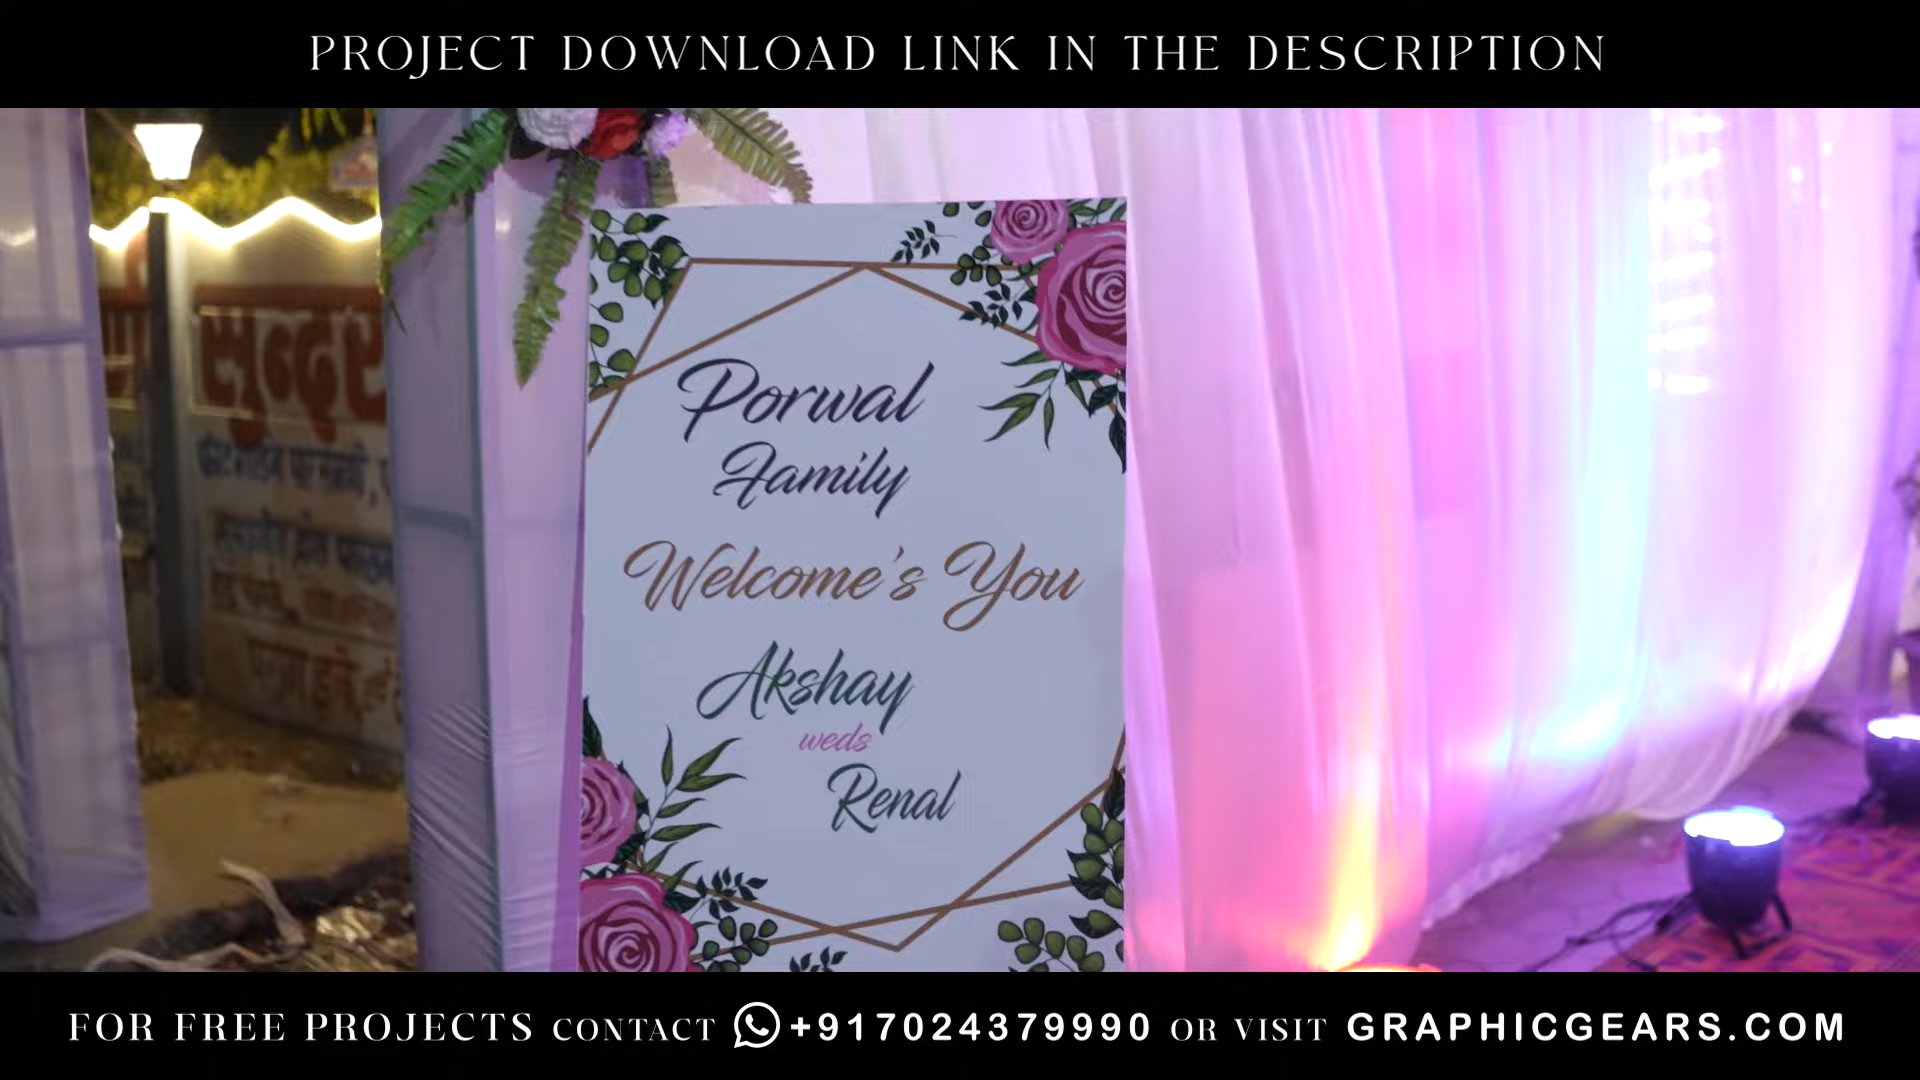 PROJECT DOWNLOAD LINK IN THE DESCRIPTION
सुन्दर
Porwal
Family
Welcome's You
Akshay
weds
Renal
FOR FREE PROJECTS CONTACT +917024379990 OR VISIT GRAPHICGEARS.COM